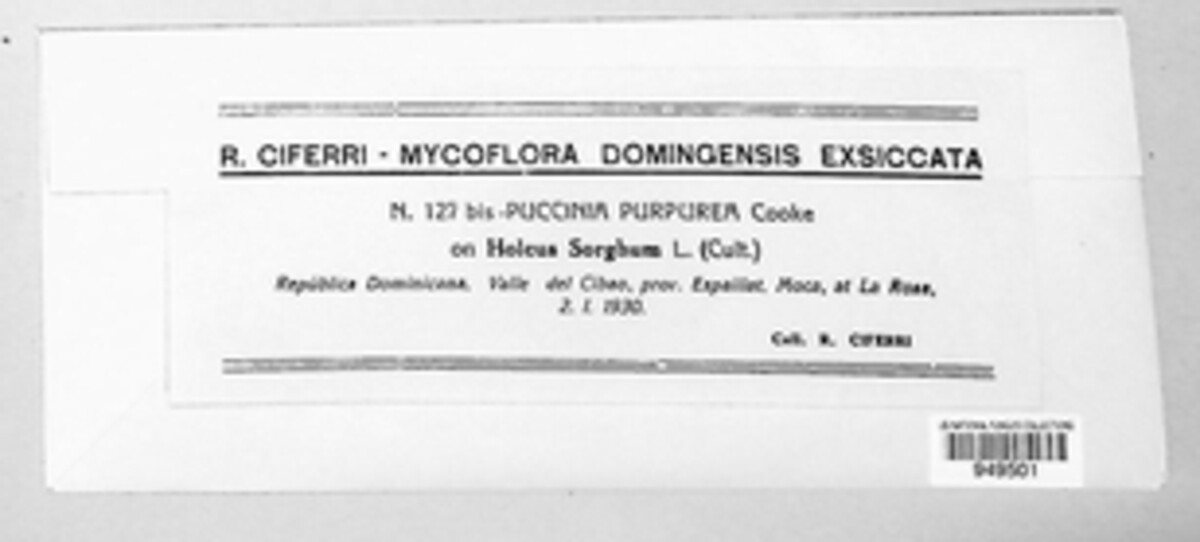 R. CIFERRI - MYCOFLORA DOMINGENSIS EXSICCATA
N. 127 bis - PUCCINIA PURPUREA Cooke
on Holcus Sorghum L. (Cult.)
República Dominicana, Valle del Cibao, prov. Espaillat, Moca, at La Rosa,
2. I. 1930.
Coll. R. CIFERRI
949501